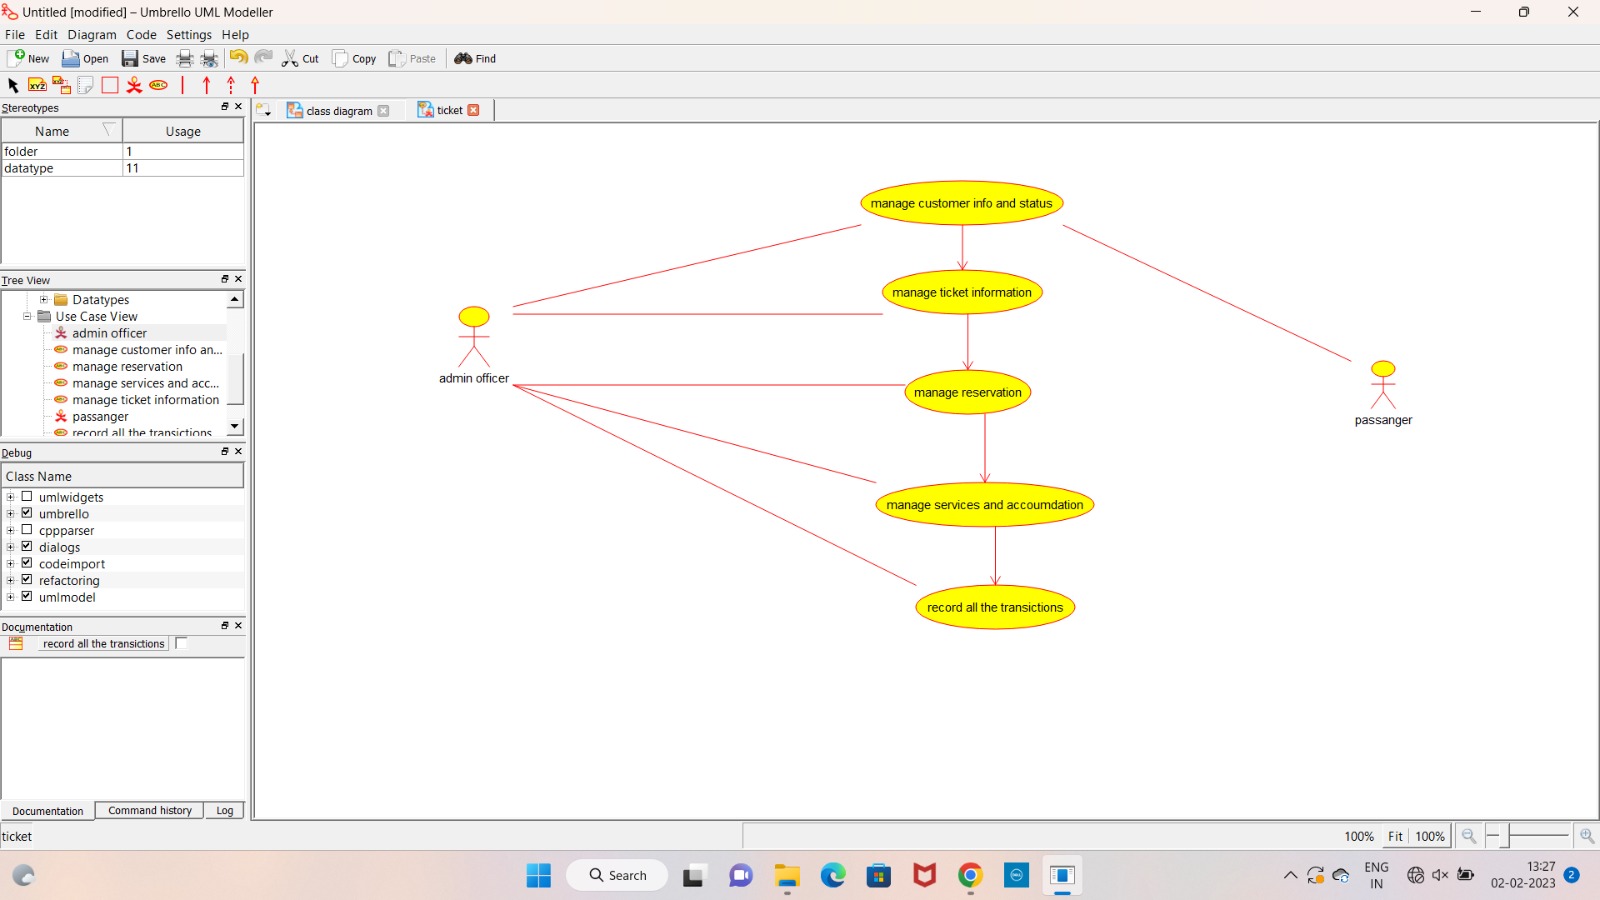 Untitled [modified] – Umbrello UML Modeller
File Edit Diagram Code Settings Help
New Open Save Cut Copy Paste Find
XYZ ABC
Stereotypes
class diagram ticket
Name Usage
folder 1
datatype 11
Tree View
Datatypes
Use Case View
admin officer
manage customer info an...
manage reservation
manage services and acc...
manage ticket information
passanger
record all the transictions
Debug
Class Name
umlwidgets
umbrello
cppparser
dialogs
codeimport
refactoring
umlmodel
Documentation
record all the transictions
Documentation Command history Log
manage customer info and status
manage ticket information
admin officer
manage reservation
passanger
manage services and accoumdation
record all the transictions
ticket
100% Fit 100%
Search
ENG
IN
13:27
02-02-2023
2